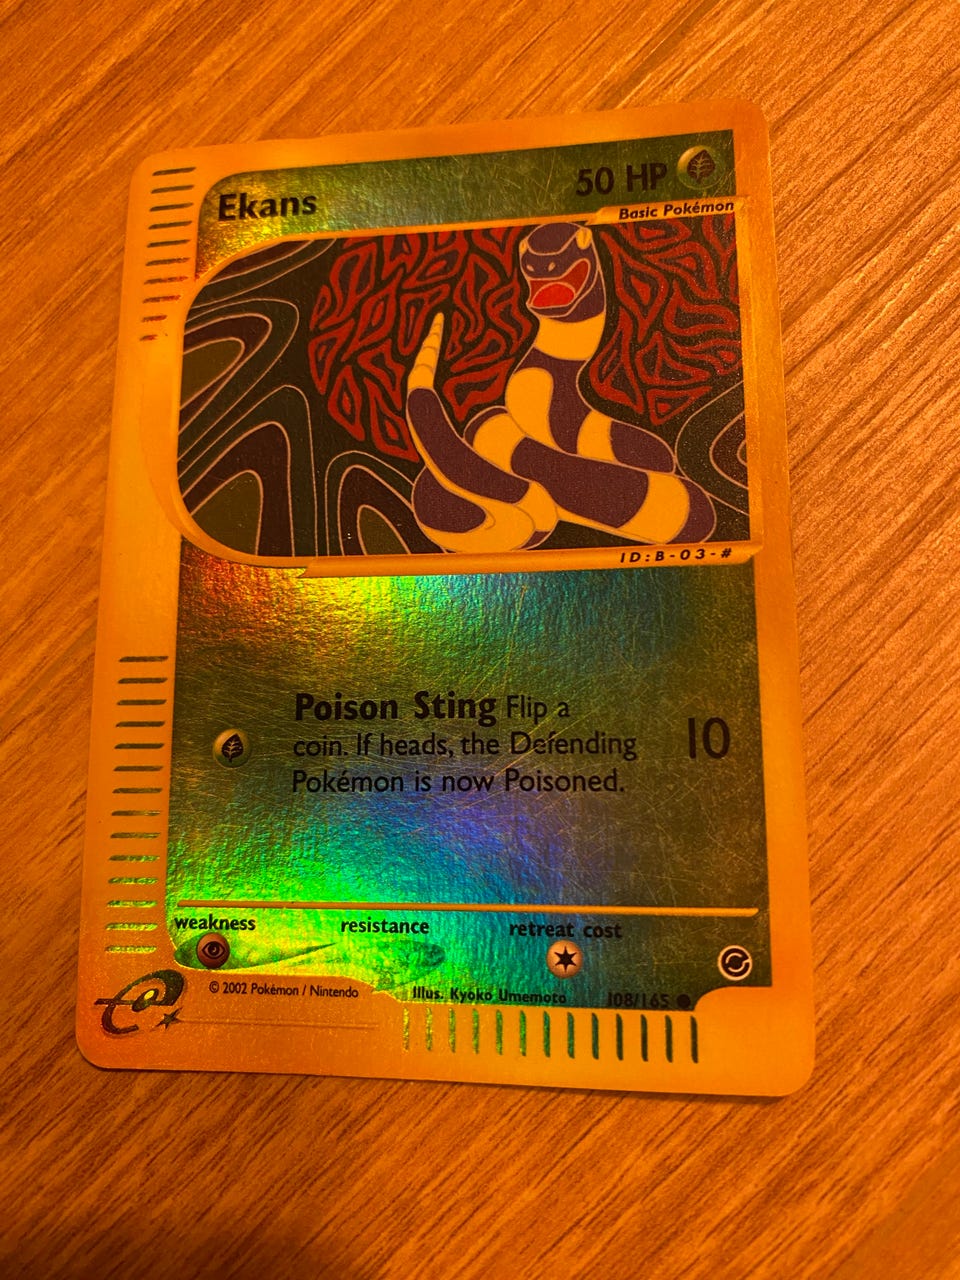 Ekans
50 HP
Basic Pokémon
ID:B-03-#
Poison Sting Flip a
coin. If heads, the Defending
Pokémon is now Poisoned.
10
weakness resistance retreat cost
© 2002 Pokémon / Nintendo
Illus. Kyoko Umemoto 108/165